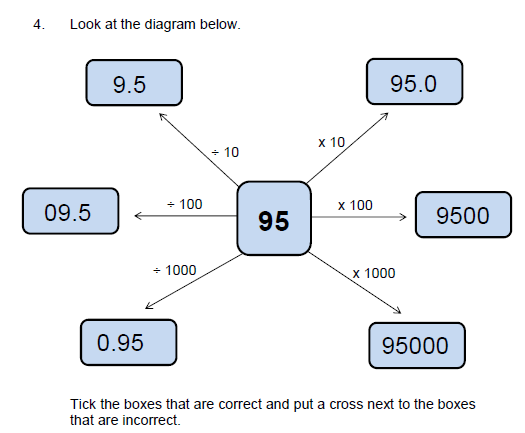 4. Look at the diagram below.
9.5
95.0
÷ 10
x 10
09.5
÷ 100
95
x 100
9500
÷ 1000
x 1000
0.95
95000
Tick the boxes that are correct and put a cross next to the boxes
that are incorrect.